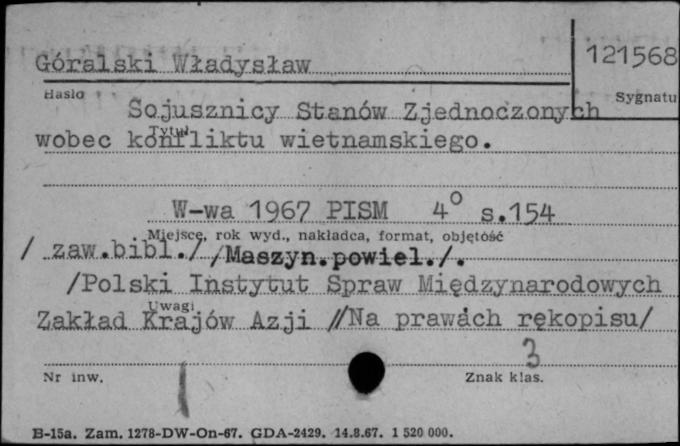 121568
Góralski Władysław
Hasło
Sygnatu
Sojusznicy Stanów Zjednoczonych
Tytuł
wobec konfliktu wietnamskiego.
W-wa 1967 PISM 4° s.154
Miejsce, rok wyd., nakładca, format, objętość
/ zaw.bibl./ /Maszyn.powiel./.
/Polski Instytut Spraw Międzynarodowych
Uwagi
Zakład Krajów Azji //Na prawach rękopisu/
3
Nr inw.
Znak klas.
B-15a. Zam. 1278-DW-On-67. GDA-2429. 14.8.67. 1 520 000.